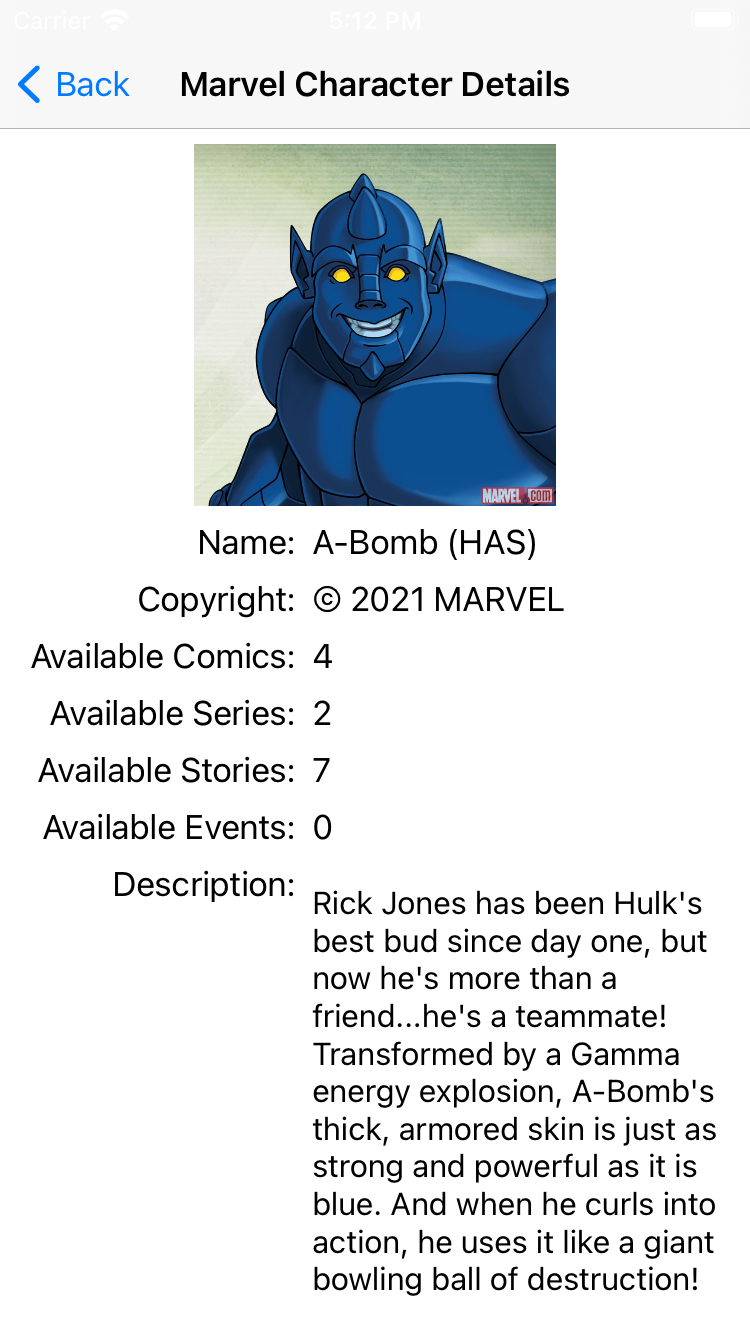 Carrier 5:12 PM
Back Marvel Character Details
MARVEL.COM
Name: A-Bomb (HAS)
Copyright: © 2021 MARVEL
Available Comics: 4
Available Series: 2
Available Stories: 7
Available Events: 0
Description:
Rick Jones has been Hulk's
best bud since day one, but
now he's more than a
friend...he's a teammate!
Transformed by a Gamma
energy explosion, A-Bomb's
thick, armored skin is just as
strong and powerful as it is
blue. And when he curls into
action, he uses it like a giant
bowling ball of destruction!